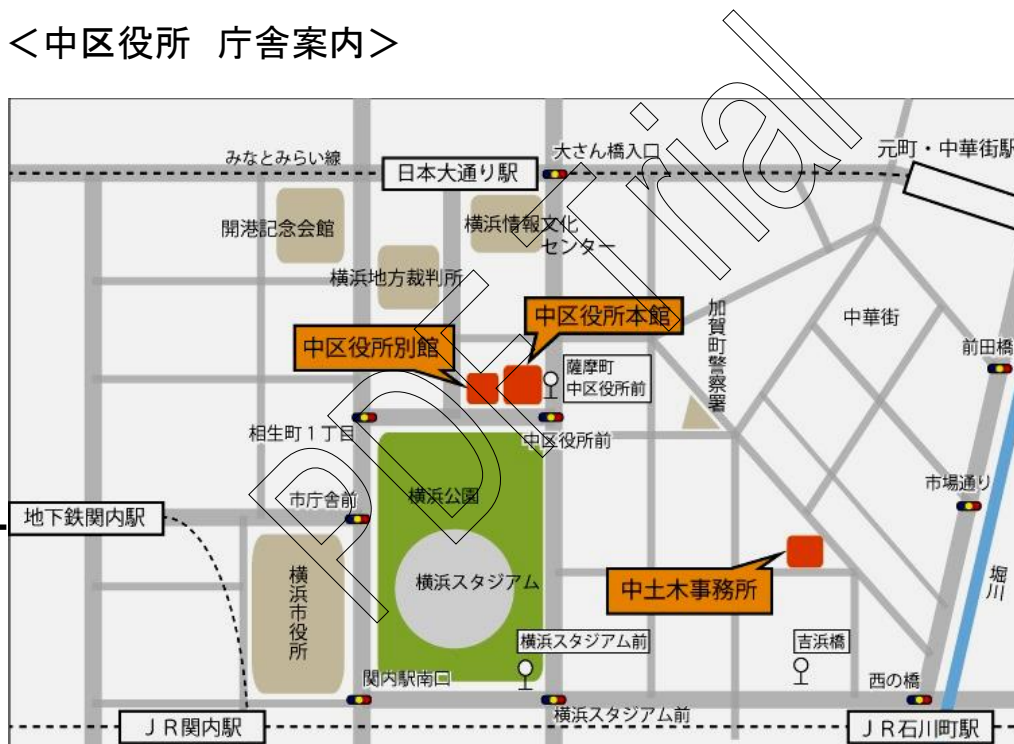 ＜中区役所　庁舎案内＞
みなとみらい線
日本大通り駅
大さん橋入口
元町・中華街駅
開港記念会館
横浜情報文化
センター
横浜地方裁判所
中区役所本館
中区役所別館
加賀町警察署
中華街
薩摩町
中区役所前
前田橋
相生町１丁目
中区役所前
市場通り
市庁舎前
横浜公園
地下鉄関内駅
横浜スタジアム
中土木事務所
堀川
横浜市役所
横浜スタジアム前
吉浜橋
関内駅南口
西の橋
横浜スタジアム前
ＪＲ関内駅
ＪＲ石川町駅
PDF Trial